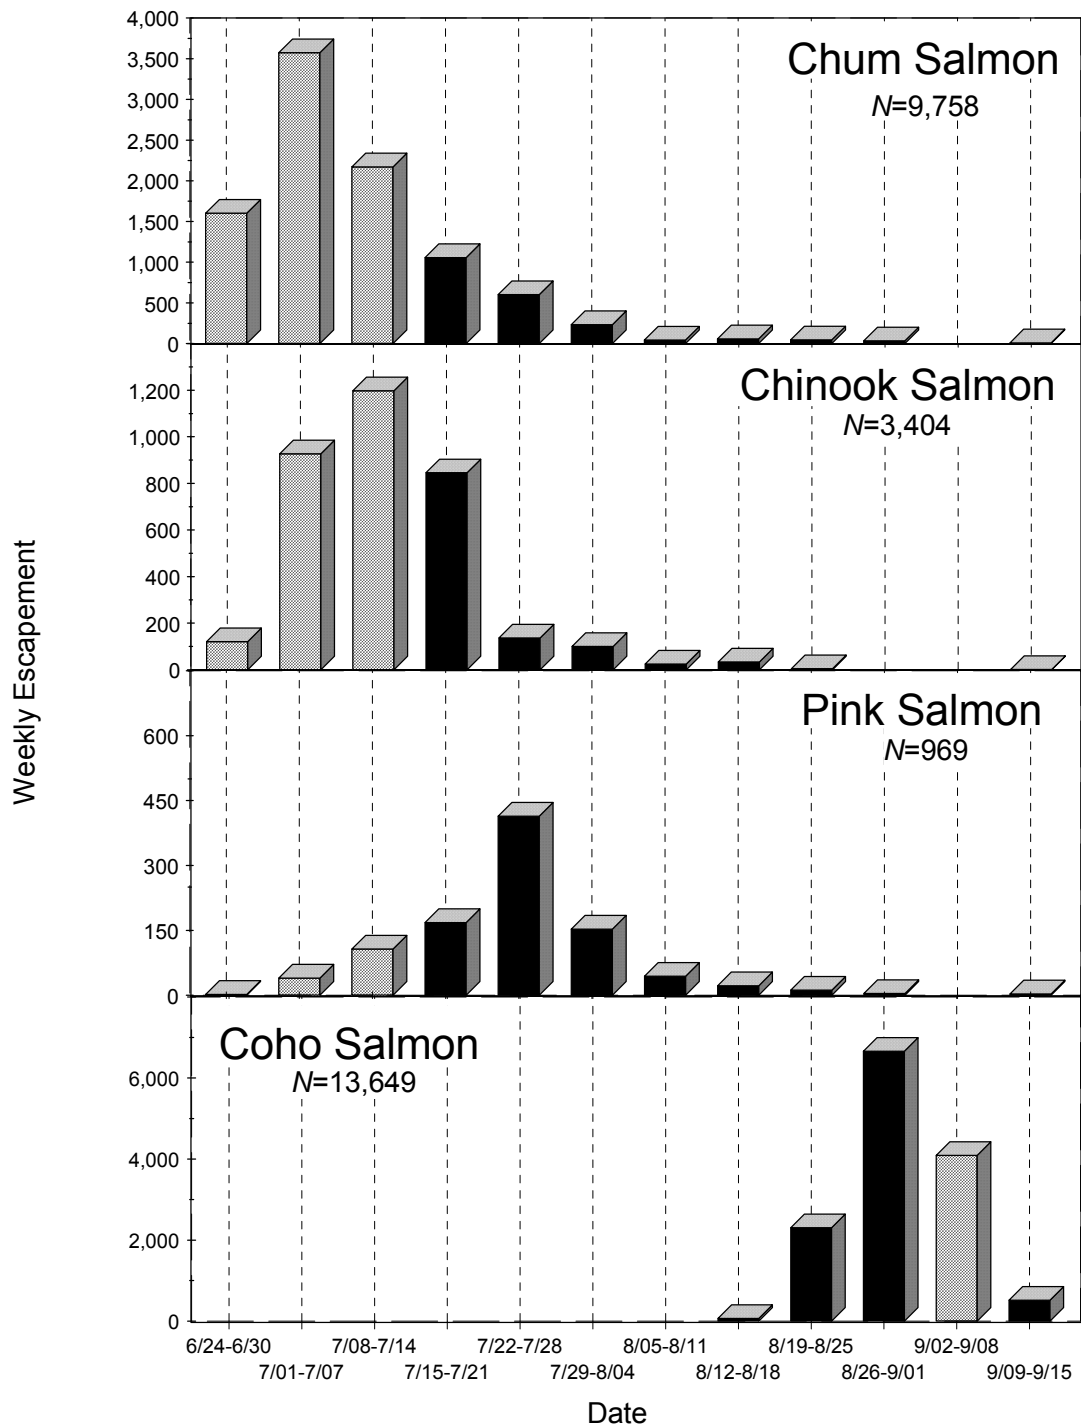 4,000
3,500
3,000
2,500
2,000
1,500
1,000
500
0
Chum Salmon
N=9,758
1,200
1,000
800
600
400
200
0
Chinook Salmon
N=3,404
600
450
300
150
0
Pink Salmon
N=969
6,000
4,000
2,000
0
Coho Salmon
N=13,649
Weekly Escapement
6/24-6/30 7/08-7/14 7/22-7/28 8/05-8/11 8/19-8/25 9/02-9/08
7/01-7/07 7/15-7/21 7/29-8/04 8/12-8/18 8/26-9/01 9/09-9/15
Date